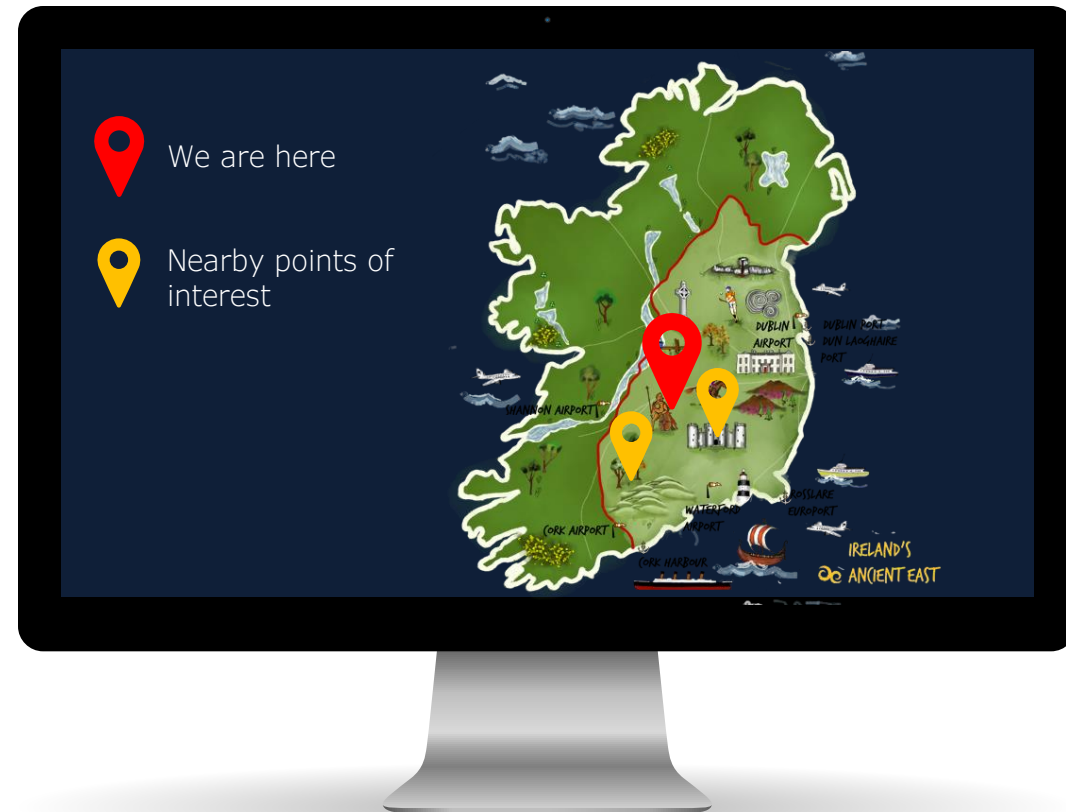 We are here
Nearby points of
interest
DUBLIN
AIRPORT
DUBLIN PORT
DUN LAOGHAIRE
PORT
SHANNON AIRPORT
ROSSLARE
EUROPORT
WATERFORD
AIRPORT
CORK AIRPORT
CORK HARBOUR
IRELAND'S
ANCIENT EAST